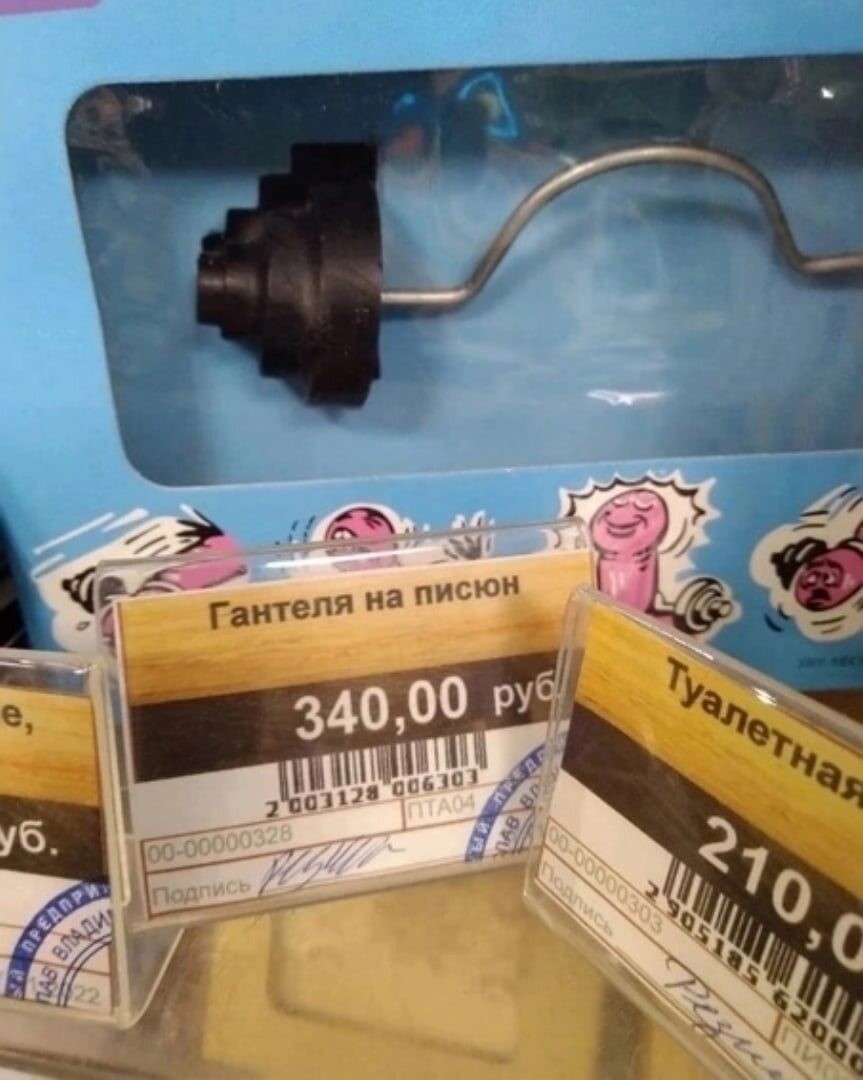 Гантеля на писюн
340,00 руб
2 003128 006303
00-00000328
ПТА04
Подпись
е,
уб.
Туалетная
210,0
00-00000303
Подпись